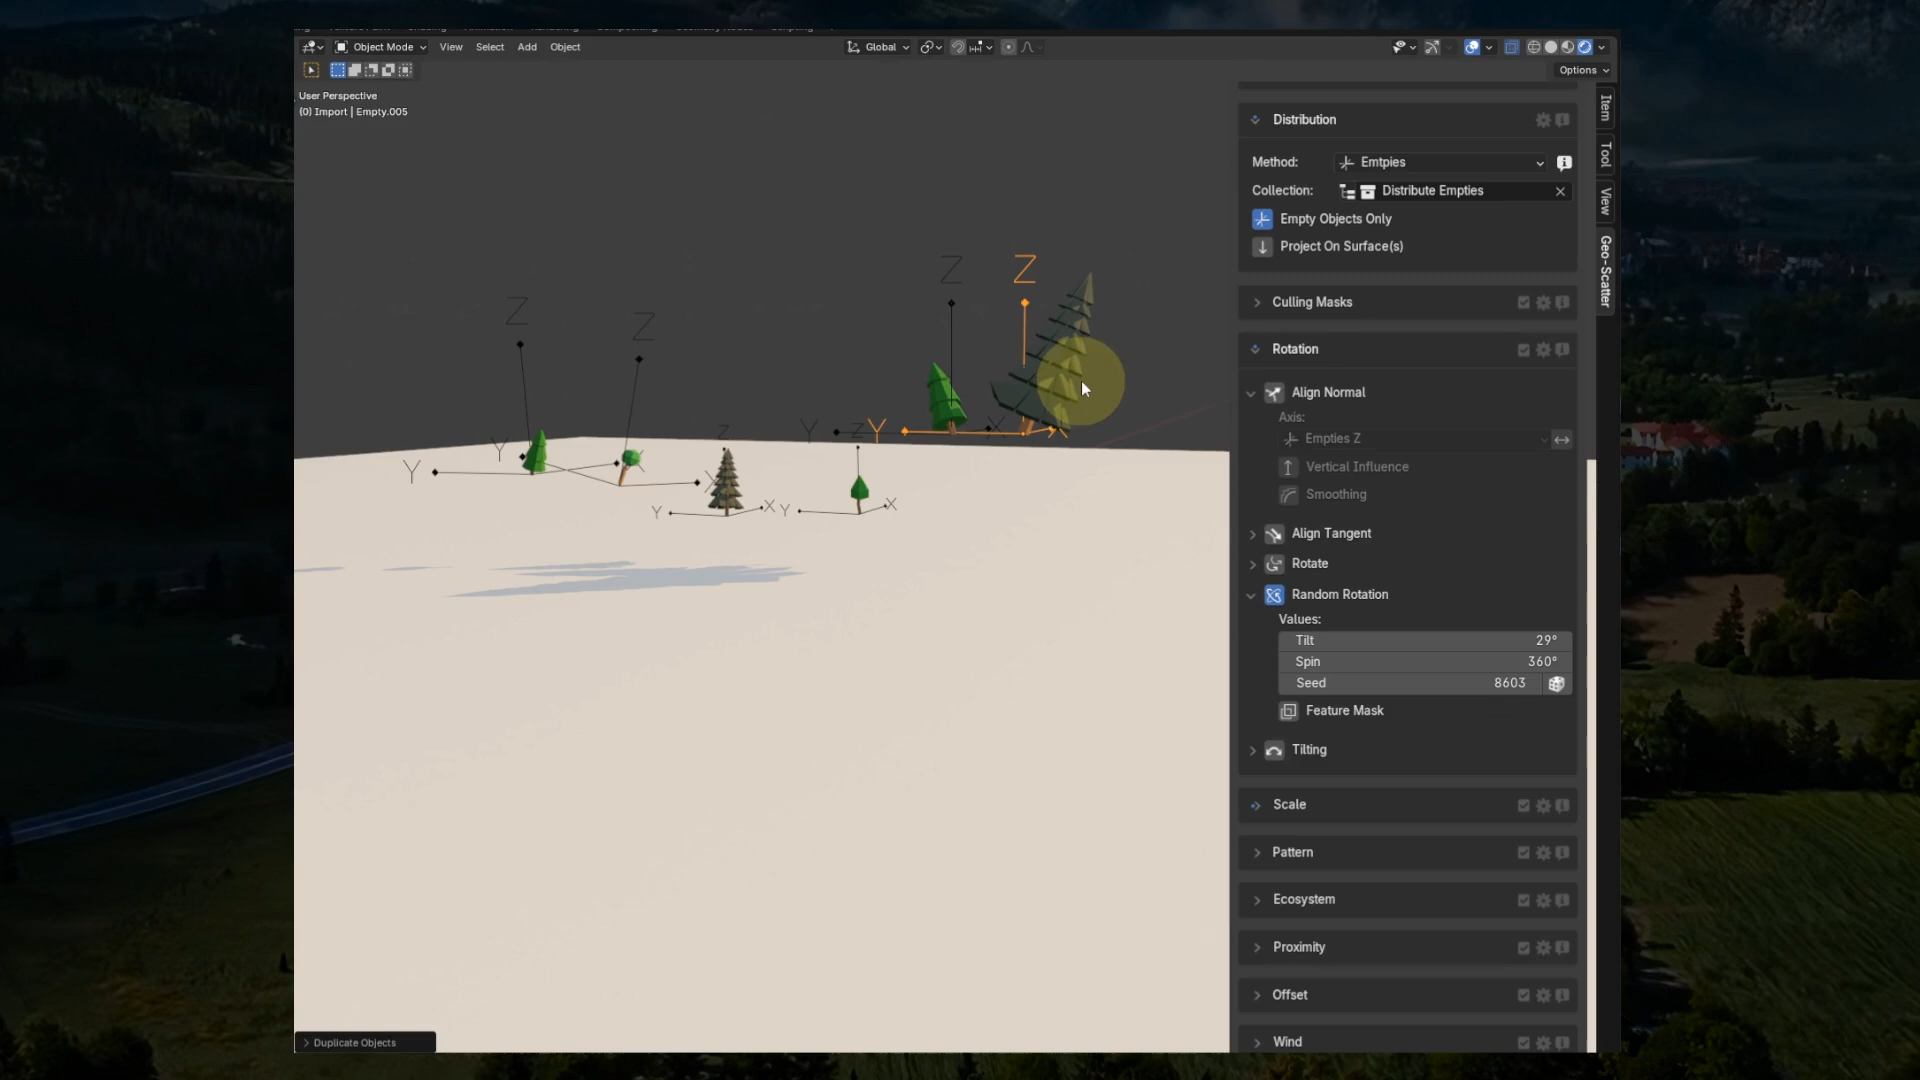 Object Mode View Select Add Object Global
Options
User Perspective
(0) Import | Empty.005
Z Z Z Z
Y Y Y Y X
Z Z
Y X Y X X
Duplicate Objects
Distribution
Method: Emtpies
Collection: Distribute Empties
Empty Objects Only
Project On Surface(s)
Culling Masks
Rotation
Align Normal
Axis:
Empties Z
Vertical Influence
Smoothing
Align Tangent
Rotate
Random Rotation
Values:
Tilt 29°
Spin 360°
Seed 8603
Feature Mask
Tilting
Scale
Pattern
Ecosystem
Proximity
Offset
Wind
Item
Tool
View
Geo-Scatter